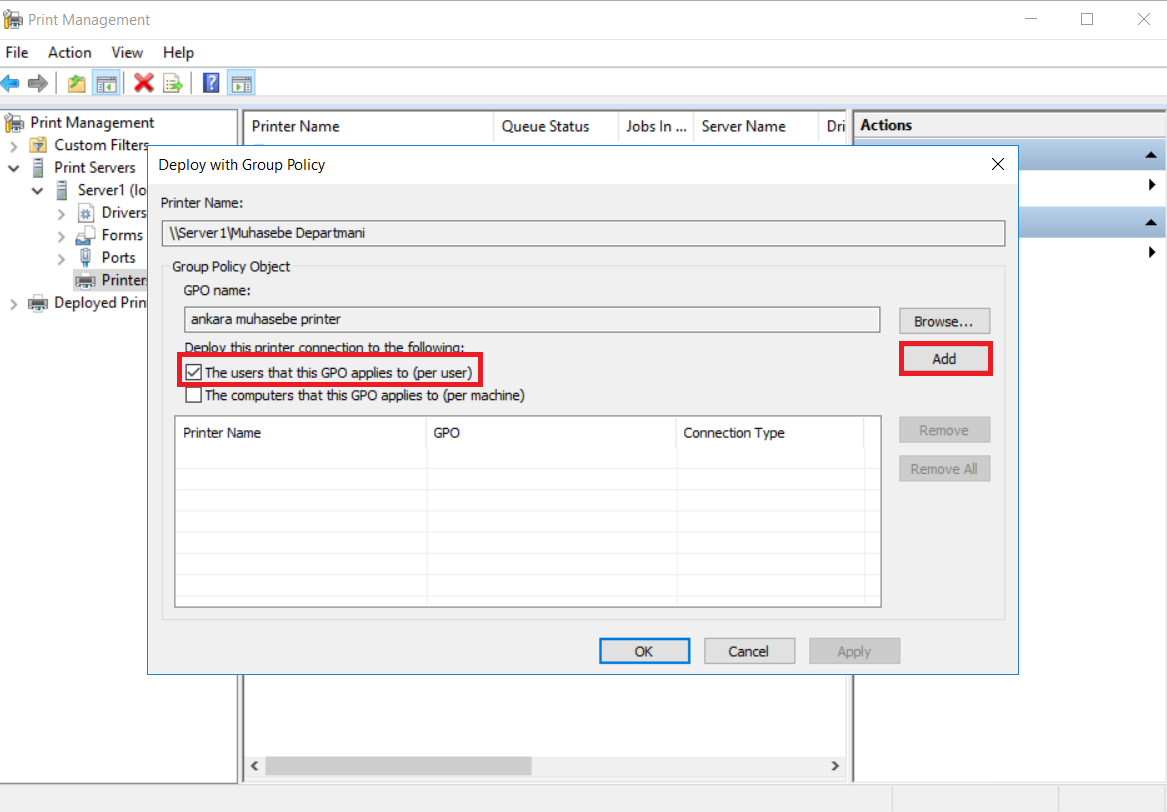 Print Management
File Action View Help
Print Management
Custom Filters
Print Servers
Server1 (lo
Drivers
Forms
Ports
Printers
Deployed Prin
Printer Name Queue Status Jobs In ... Server Name Dri
Actions
Deploy with Group Policy
Printer Name:
\\Server1\Muhasebe Departmani
Group Policy Object
GPO name:
ankara muhasebe printer
Browse...
Deploy this printer connection to the following:
Add
The users that this GPO applies to (per user)
The computers that this GPO applies to (per machine)
Printer Name GPO Connection Type
Remove
Remove All
OK Cancel Apply